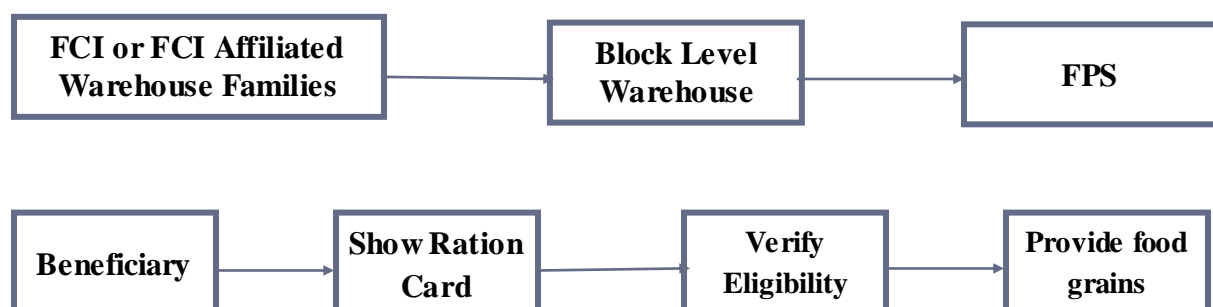 FCI or FCI Affiliated
Warehouse Families
Block Level
Warehouse
FPS
Beneficiary
Show Ration
Card
Verify
Eligibility
Provide food
grains